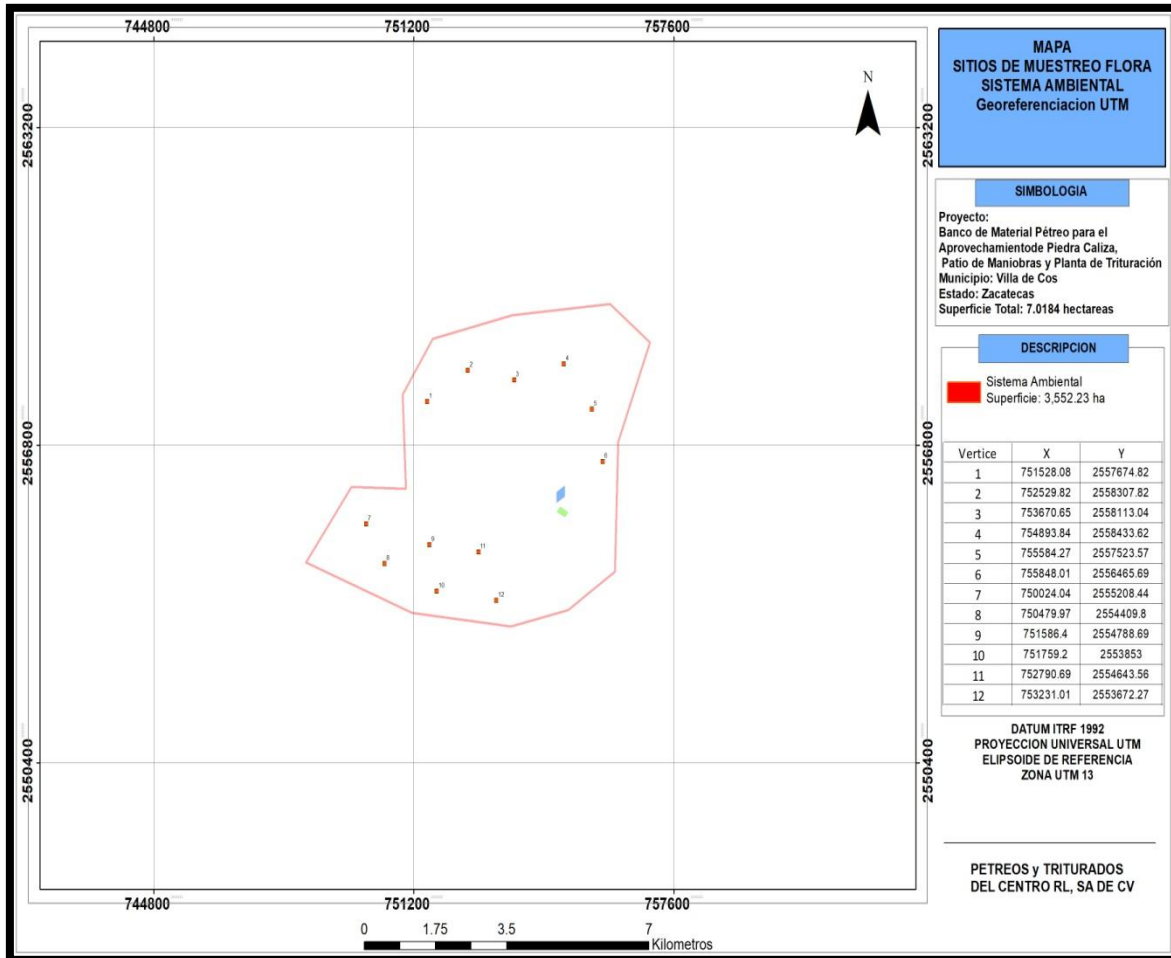 744800 751200 757600
N
2563200 2563200
2556800 2556800
2550400 2550400
4
2
3
1
5
6
7
9
11
8
10
12
744800 751200 757600
0 1.75 3.5 7
Kilometros
MAPA
SITIOS DE MUESTREO FLORA
SISTEMA AMBIENTAL
Georeferenciacion UTM
SIMBOLOGIA
Proyecto:
Banco de Material Pétreo para el
Aprovechamientode Piedra Caliza,
Patio de Maniobras y Planta de Trituración
Municipio: Villa de Cos
Estado: Zacatecas
Superficie Total: 7.0184 hectareas
DESCRIPCION
Sistema Ambiental
Superficie: 3,552.23 ha
Vertice X Y
1 751528.08 2557674.82
2 752529.82 2558307.82
3 753670.65 2558113.04
4 754893.84 2558433.62
5 755584.27 2557523.57
6 755848.01 2556465.69
7 750024.04 2555208.44
8 750479.97 2554409.8
9 751586.4 2554788.69
10 751759.2 2553853
11 752790.69 2554643.56
12 753231.01 2553672.27
DATUM ITRF 1992
PROYECCION UNIVERSAL UTM
ELIPSOIDE DE REFERENCIA
ZONA UTM 13
PETREOS y TRITURADOS
DEL CENTRO RL, SA DE CV